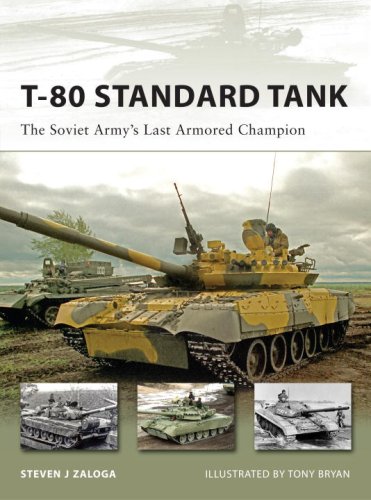 T-80 STANDARD TANK
The Soviet Army's Last Armored Champion
STEVEN J ZALOGA
ILLUSTRATED BY TONY BRYAN